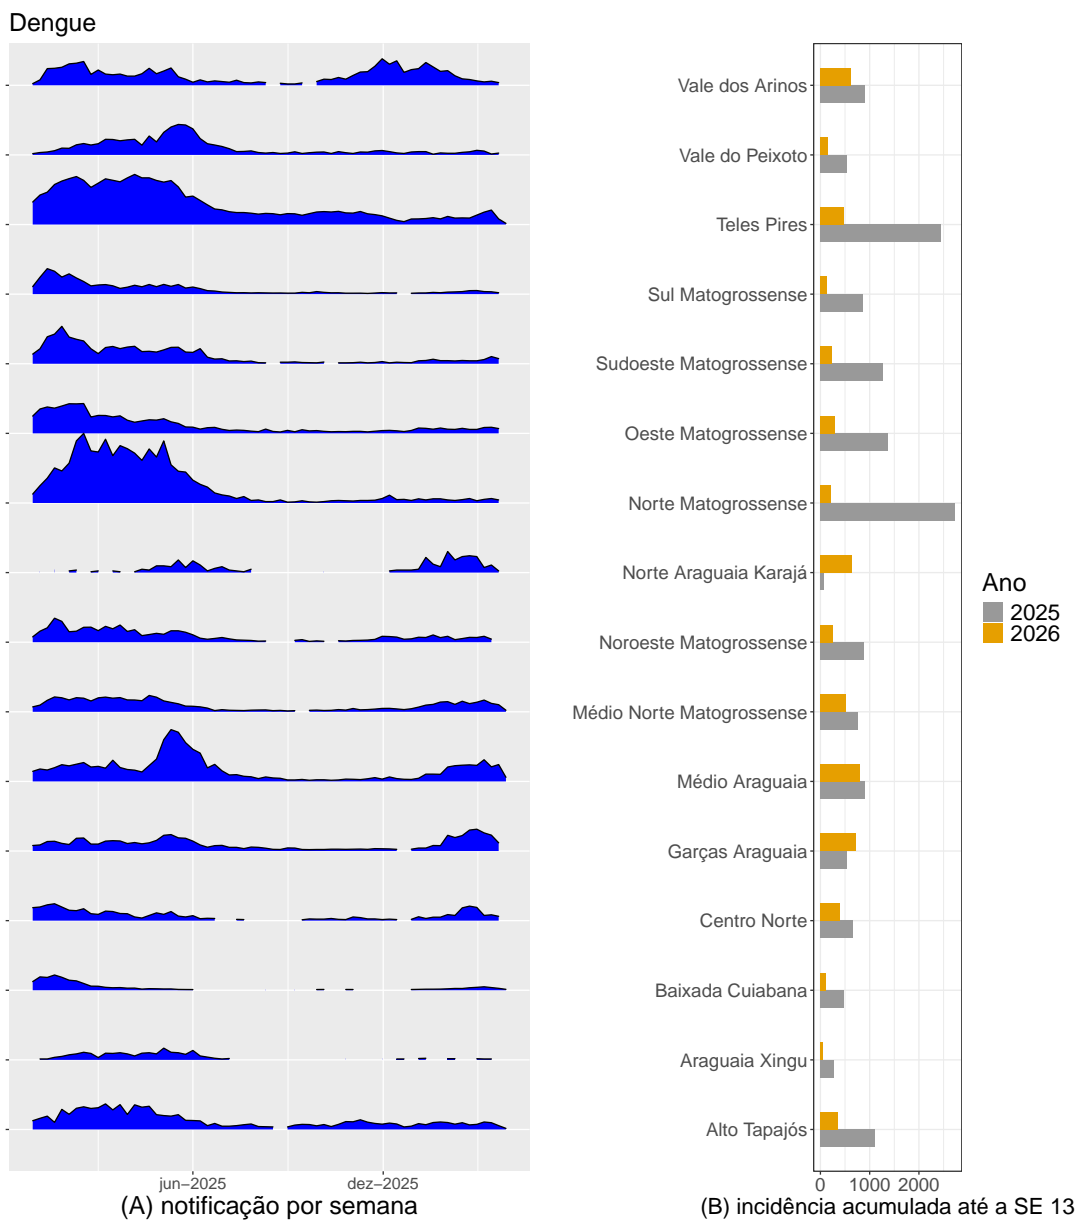 Dengue
Vale dos Arinos
Vale do Peixoto
Teles Pires
Sul Matogrossense
Sudoeste Matogrossense
Oeste Matogrossense
Norte Matogrossense
Norte Araguaia Karajá
Noroeste Matogrossense
Médio Norte Matogrossense
Médio Araguaia
Garças Araguaia
Centro Norte
Baixada Cuiabana
Araguaia Xingu
Alto Tapajós
Ano
2025
2026
jun−2025 dez−2025
0 1000 2000
(A) notificação por semana
(B) incidência acumulada até a SE 13